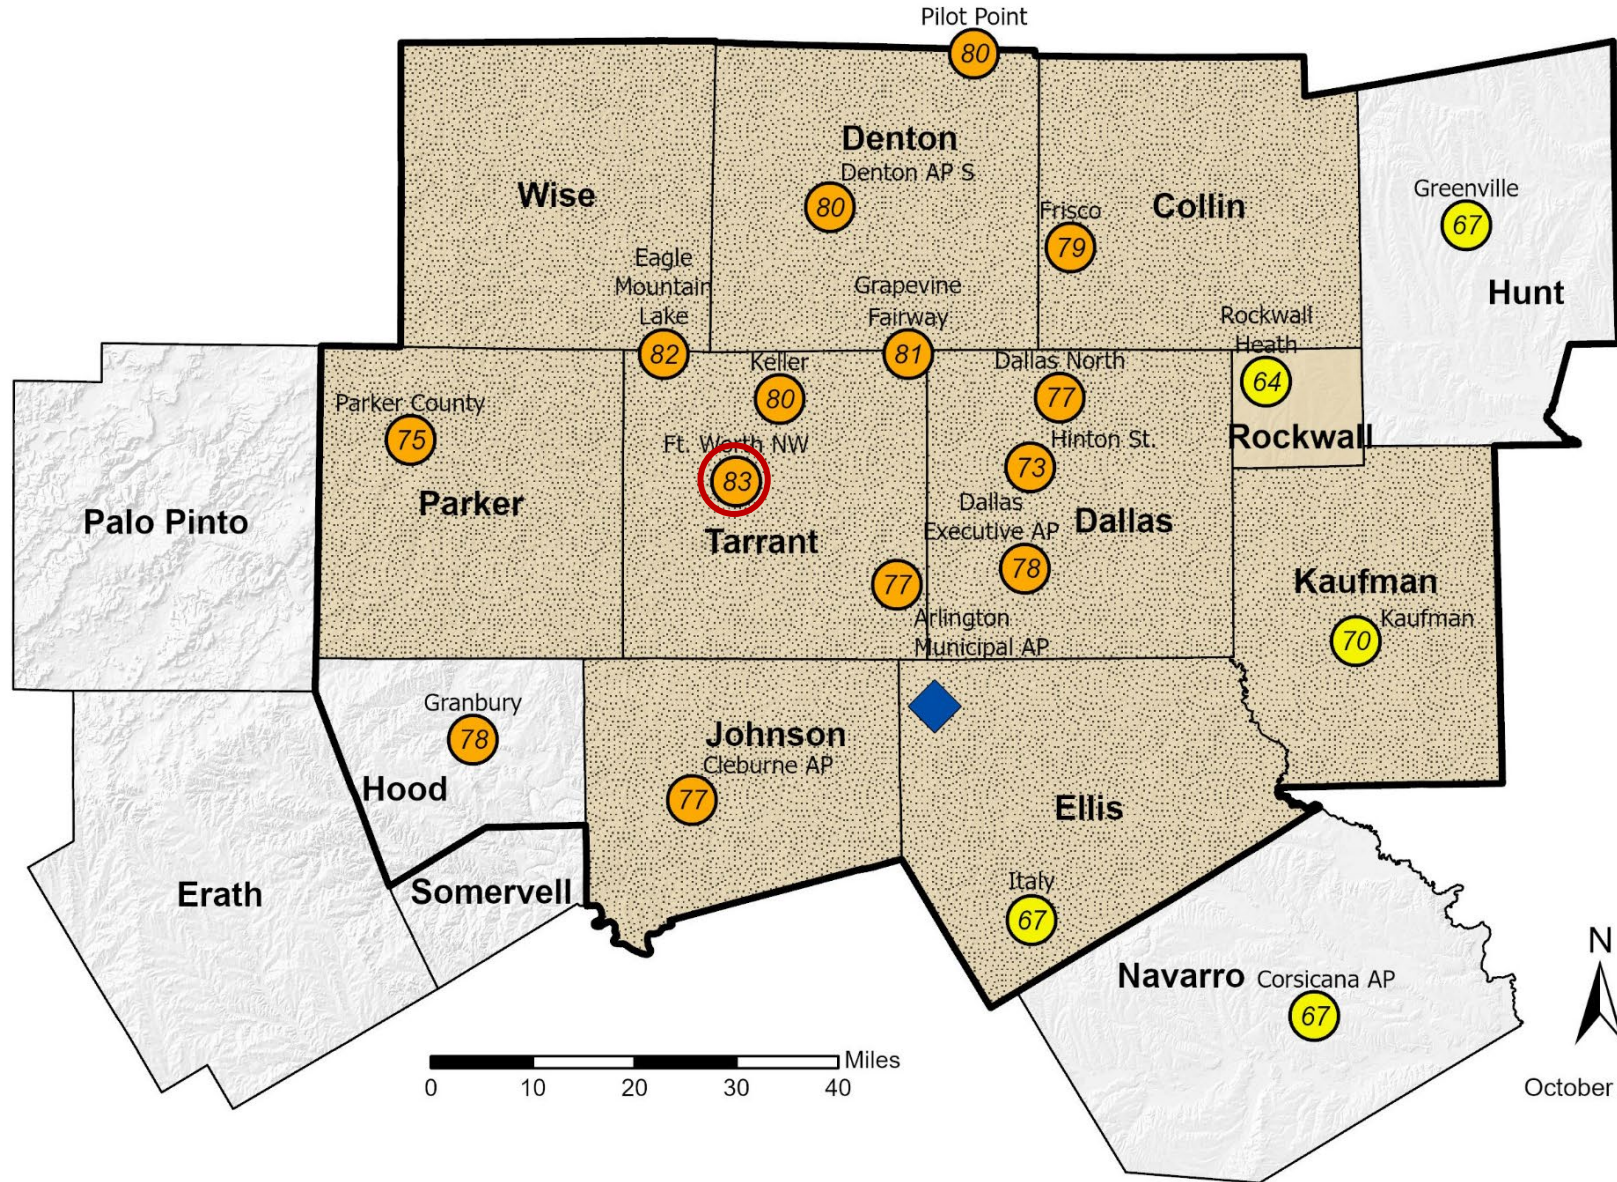 Pilot Point
80
Denton
Denton AP S
80
Wise
Frisco
79
Collin
Greenville
67
Hunt
Eagle
Mountain
Lake
82
Grapevine
Fairway
81
Rockwall
Heath
64
Rockwall
Keller
80
Dallas North
77
Parker County
75
Parker
Ft. Worth NW
83
Tarrant
Hinton St.
73
Dallas
Executive AP
78
Dallas
Palo Pinto
77
Arlington
Municipal AP
Kaufman
Kaufman
70
Granbury
78
Hood
Johnson
Cleburne AP
77
Ellis
Erath
Somervell
Italy
67
Navarro
Corsicana AP
67
N
Miles
0 10 20 30 40
October